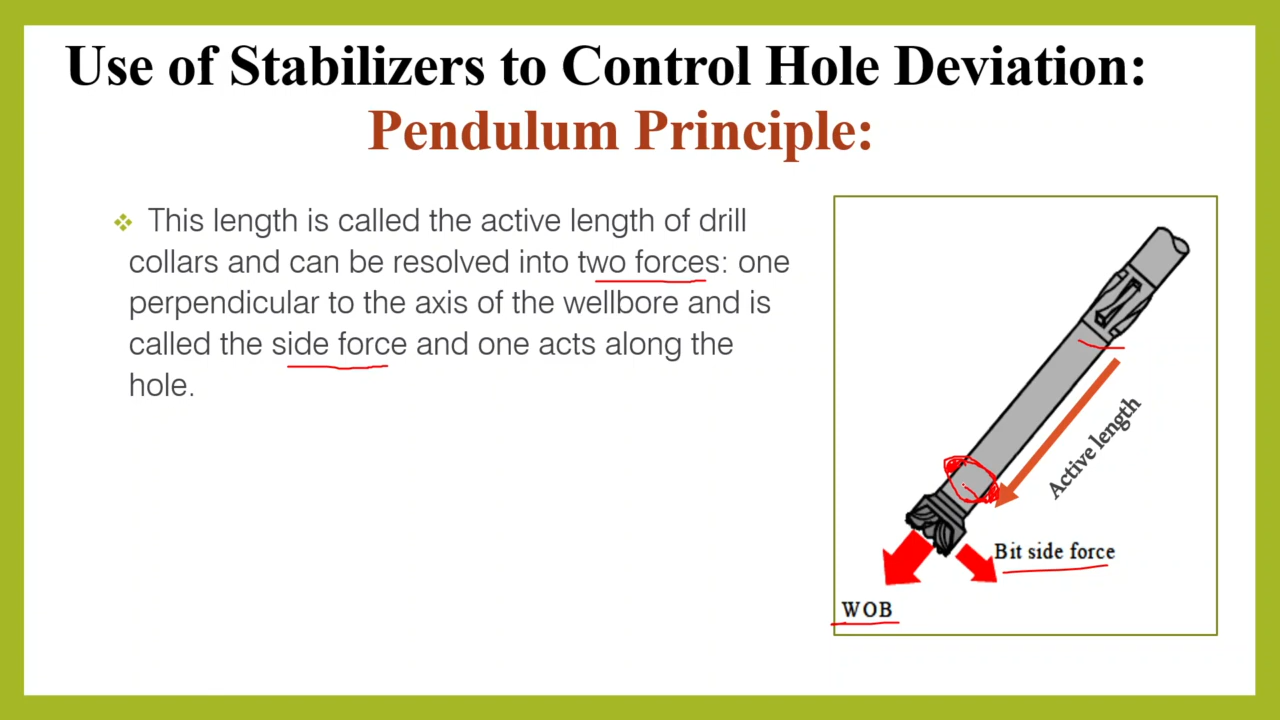 Use of Stabilizers to Control Hole Deviation:
Pendulum Principle:
This length is called the active length of drill
collars and can be resolved into two forces: one
perpendicular to the axis of the wellbore and is
called the side force and one acts along the
hole.
Active length
Bit side force
WOB